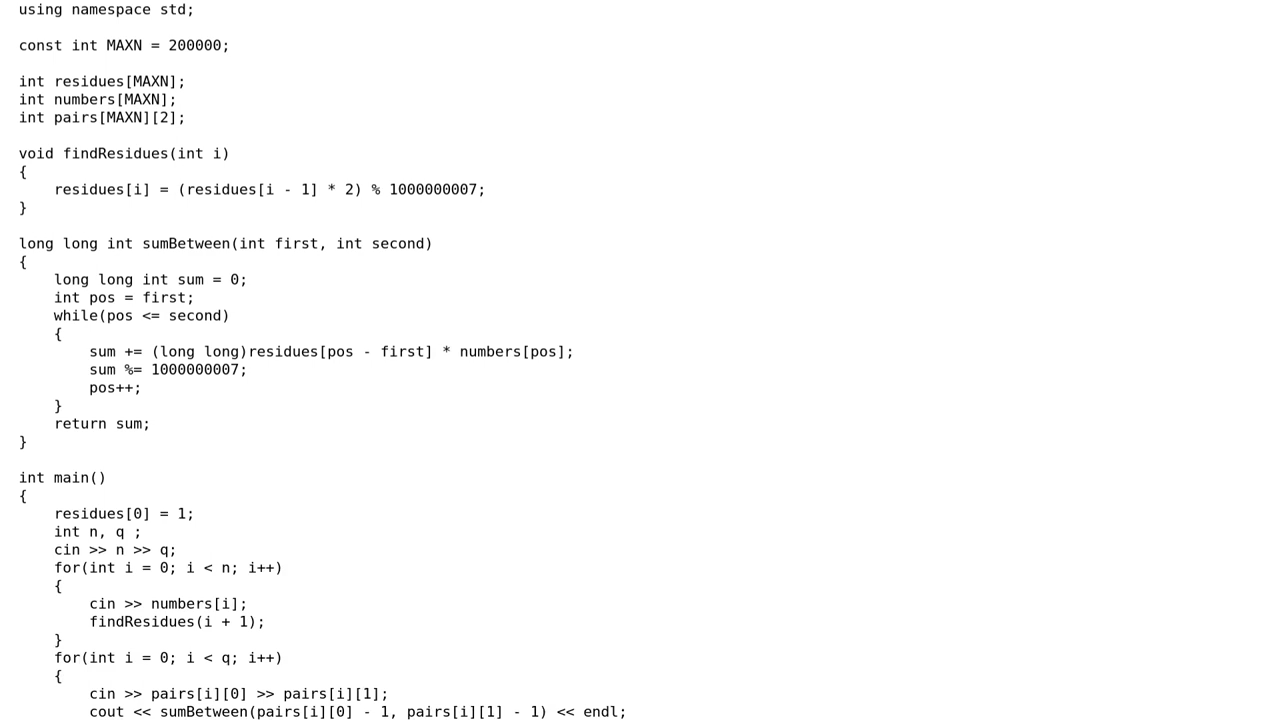 using namespace std;

const int MAXN = 200000;

int residues[MAXN];
int numbers[MAXN];
int pairs[MAXN][2];

void findResidues(int i)
{
    residues[i] = (residues[i - 1] * 2) % 1000000007;
}

long long int sumBetween(int first, int second)
{
    long long int sum = 0;
    int pos = first;
    while(pos <= second)
    {
        sum += (long long)residues[pos - first] * numbers[pos];
        sum %= 1000000007;
        pos++;
    }
    return sum;
}

int main()
{
    residues[0] = 1;
    int n, q ;
    cin >> n >> q;
    for(int i = 0; i < n; i++)
    {
        cin >> numbers[i];
        findResidues(i + 1);
    }
    for(int i = 0; i < q; i++)
    {
        cin >> pairs[i][0] >> pairs[i][1];
        cout << sumBetween(pairs[i][0] - 1, pairs[i][1] - 1) << endl;